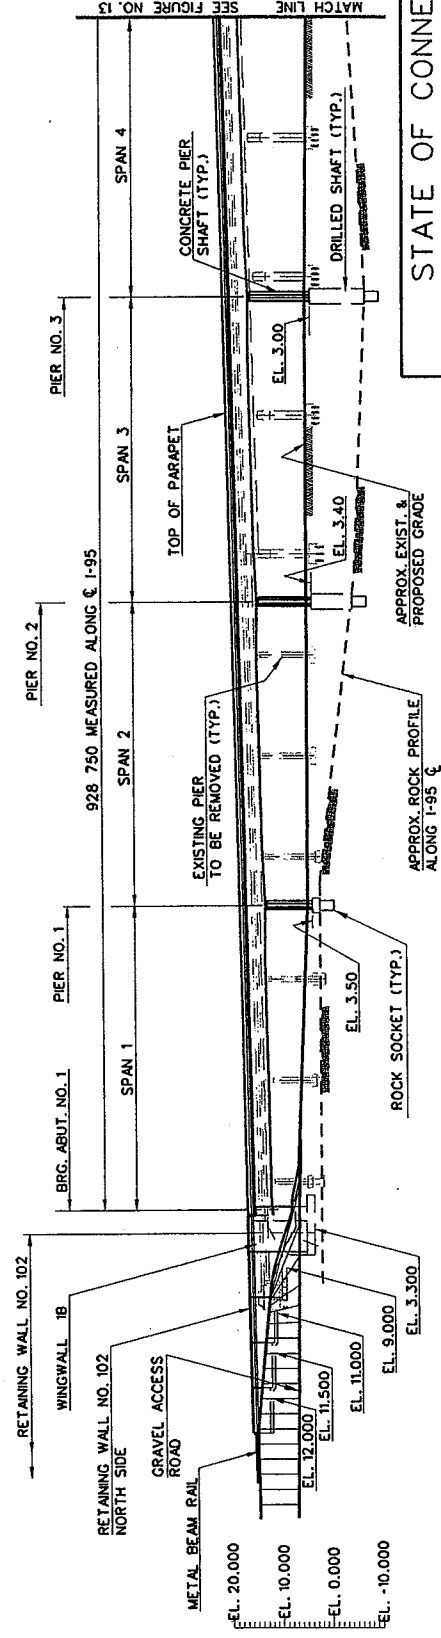 RETAINING WALL NO. 102
WINGWALL 1B
RETAINING WALL NO. 102
NORTH SIDE
GRAVEL ACCESS
ROAD
METAL BEAM RAIL
EL. 20.000
EL. 10.000
EL. 0.000
EL. -10.000
EL. 12.000
EL. 11.500
EL. 11.000
EL. 9.000
EL. 3.300
BRG. ABUT. NO. 1
PIER NO. 1
PIER NO. 2
PIER NO. 3
928 750 MEASURED ALONG ℄ I-95
SPAN 1
SPAN 2
SPAN 3
SPAN 4
EXISTING PIER
TO BE REMOVED (TYP.)
TOP OF PARAPET
CONCRETE PIER
SHAFT (TYP.)
EL. 3.50
EL. 3.40
EL. 3.00
ROCK SOCKET (TYP.)
APPROX. ROCK PROFILE
ALONG I-95 ℄
APPROX. EXIST. &
PROPOSED GRADE
DRILLED SHAFT (TYP.)
MATCH LINE
SEE FIGURE NO. 13
STATE OF CONNE